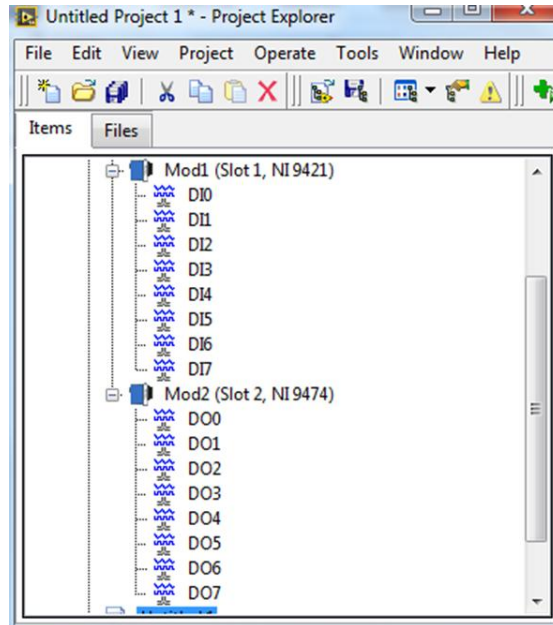 Untitled Project 1 * - Project Explorer
File Edit View Project Operate Tools Window Help
Items Files
Mod1 (Slot 1, NI 9421)
DI0
DI1
DI2
DI3
DI4
DI5
DI6
DI7
Mod2 (Slot 2, NI 9474)
DO0
DO1
DO2
DO3
DO4
DO5
DO6
DO7